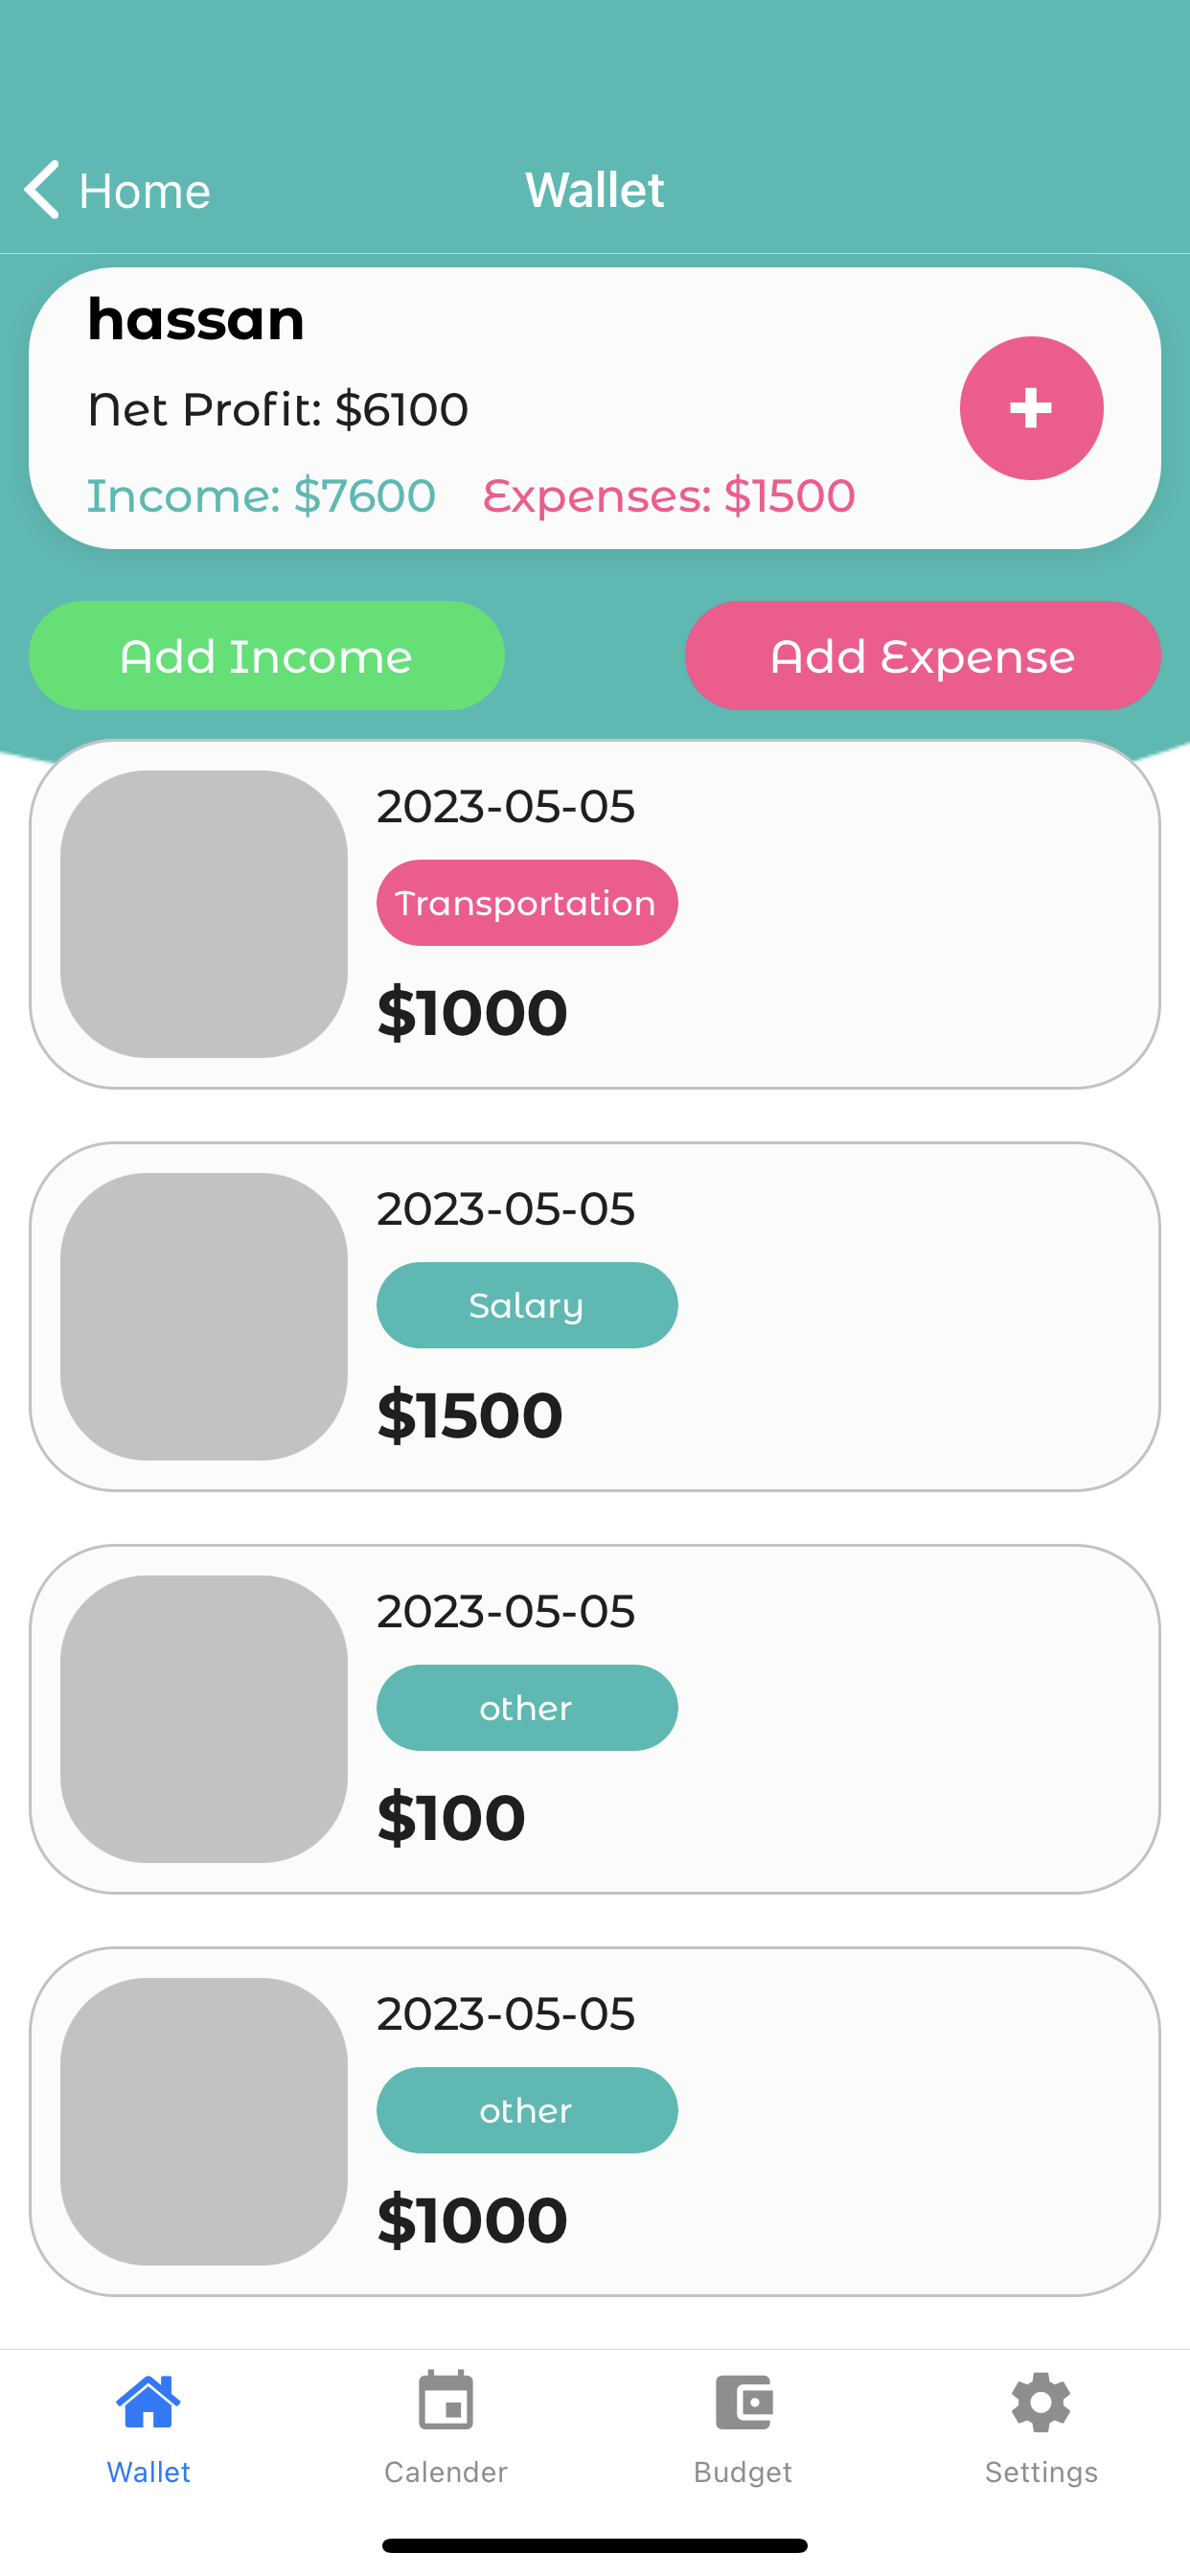 Home
Wallet
hassan
Net Profit: $6100
Income: $7600 Expenses: $1500
+
Add Income Add Expense
2023-05-05
Transportation
$1000
2023-05-05
Salary
$1500
2023-05-05
other
$100
2023-05-05
other
$1000
Wallet Calender Budget Settings